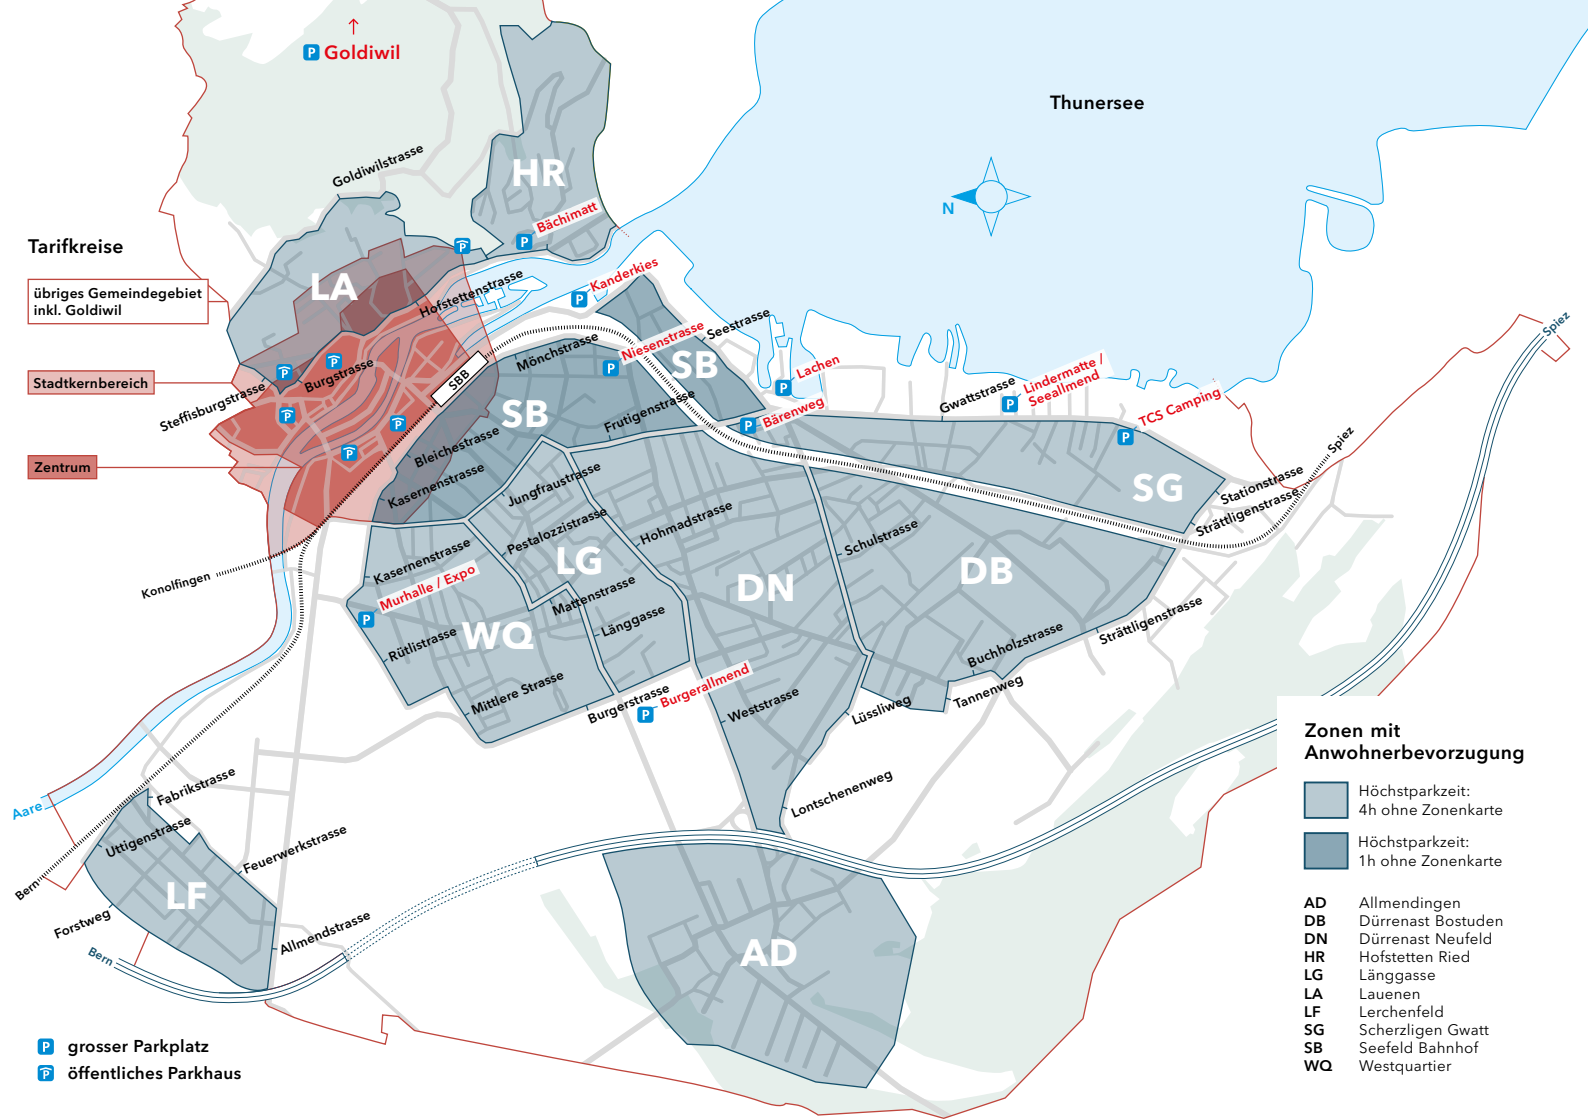 P Goldiwil
Thunersee
Goldiwilstrasse
HR
Bächimatt
P
N
Tarifkreise
übriges Gemeindegebiet
inkl. Goldiwil
LA
Hofstettenstrasse
Kanderkies
P
Seestrasse
Niesenstrasse
P
Mönchstrasse
SB
Lachen
P
Stadtkernbereich
Burgstrasse
Steffisburgstrasse
SBB
SB
Frutigenstrasse
Bärenweg
P
Gwattstrasse
Lindermatte /
Seeallmend
P
TCS Camping
P
Spiez
Spiez
Zentrum
P
P
P
P
P
P
Bleichestrasse
Kasernenstrasse
Jungfraustrasse
SG
Stationstrasse
Strättligenstrasse
Pestalozzistrasse
Hohmadstrasse
Schulstrasse
Konolfingen
Kasernenstrasse
LG
DN
DB
Murhalle / Expo
P
Mattenstrasse
Länggasse
WQ
Rütlistrasse
Strättligenstrasse
Buchholzstrasse
Mittlere Strasse
Burgerstrasse
Burgerallmend
P
Weststrasse
Lüssliweg
Tannenweg
Lontschenenweg
Aare
Fabrikstrasse
Uttigenstrasse
Feuerwerkstrasse
Bern
LF
Forstweg
Allmendstrasse
Bern
AD
P grosser Parkplatz
P öffentliches Parkhaus
Zonen mit
Anwohnerbevorzugung
Höchstparkzeit:
4h ohne Zonenkarte
Höchstparkzeit:
1h ohne Zonenkarte
AD Allmendingen
DB Dürrenast Bostuden
DN Dürrenast Neufeld
HR Hofstetten Ried
LG Länggasse
LA Lauenen
LF Lerchenfeld
SG Scherzligen Gwatt
SB Seefeld Bahnhof
WQ Westquartier